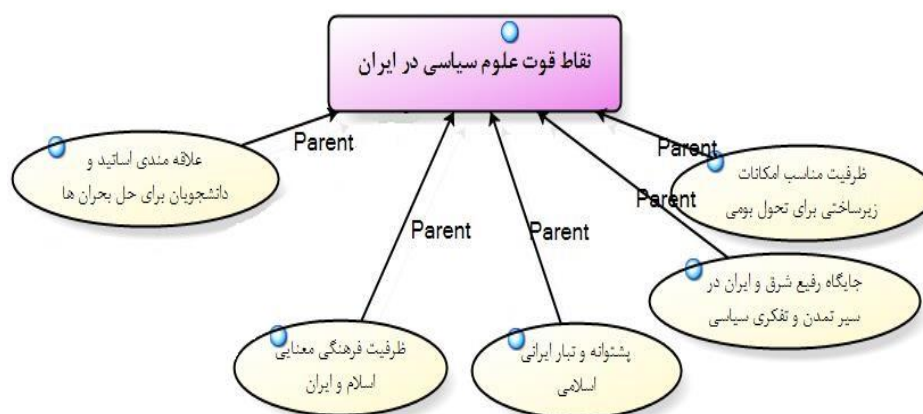 نقاط قوت علوم سیاسی در ایران
Parent
Parent
Parent
Parent
Parent
علاقه مندی اساتید و
دانشجویان برای حل بحران ها
ظرفیت مناسب امکانات
زیرساختی برای تحول بومی
جایگاه رفیع شرق و ایران در
سیر تمدن و تفکری سیاسی
ظرفیت فرهنگی معنایی
اسلام و ایران
پشتوانه و تبار ایرانی
اسلامی